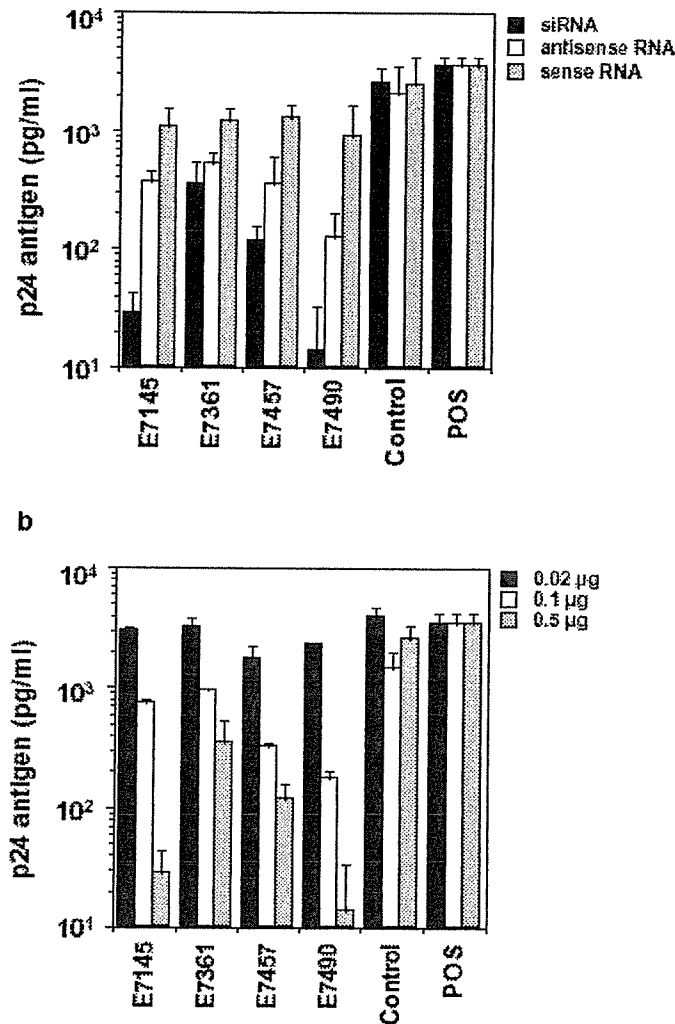 10⁴
10³
10²
10¹
p24 antigen (pg/ml)
siRNA
antisense RNA
sense RNA
E7145
E7361
E7457
E7490
Control
POS
b
10⁴
10³
10²
10¹
p24 antigen (pg/ml)
0.02 µg
0.1 µg
0.5 µg
E7145
E7361
E7457
E7490
Control
POS